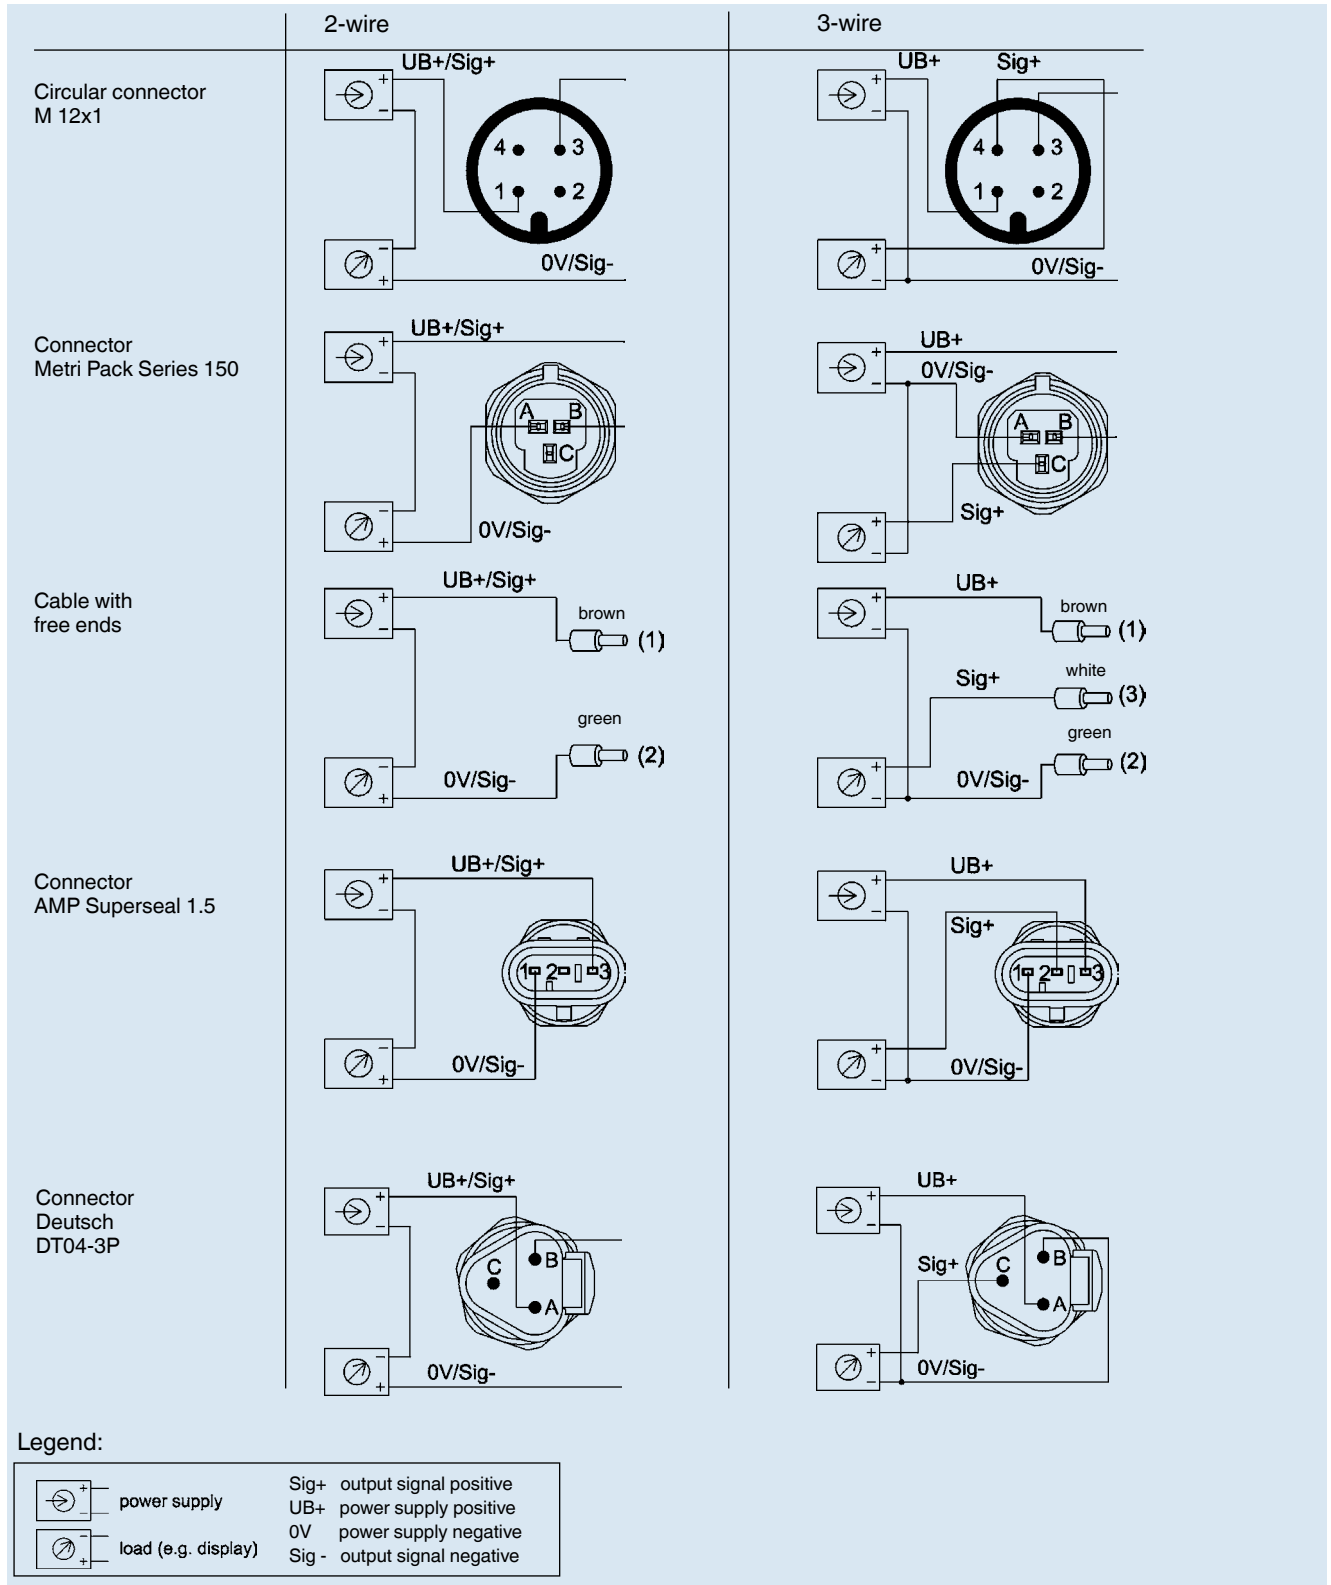 2-wire
3-wire
Circular connector
M 12x1
UB+/Sig+
+
−
4
3
1
2
−
+
0V/Sig-
UB+
Sig+
+
−
4
3
1
2
+
−
0V/Sig-
Connector
Metri Pack Series 150
UB+/Sig+
+
−
A
B
C
−
+
0V/Sig-
UB+
0V/Sig-
+
−
A
B
C
Sig+
+
−
Cable with
free ends
UB+/Sig+
+
−
brown
(1)
green
(2)
−
+
0V/Sig-
UB+
+
−
brown
(1)
Sig+
white
(3)
green
(2)
+
−
0V/Sig-
Connector
AMP Superseal 1.5
UB+/Sig+
+
−
1 2 3
−
+
0V/Sig-
UB+
+
−
Sig+
1 2 3
+
−
0V/Sig-
Connector
Deutsch
DT04-3P
UB+/Sig+
+
−
B
C
A
−
+
0V/Sig-
UB+
+
−
Sig+
B
C
A
+
−
0V/Sig-
Legend:
+
−
power supply
−
+
load (e.g. display)
Sig+ output signal positive
UB+ power supply positive
0V power supply negative
Sig - output signal negative